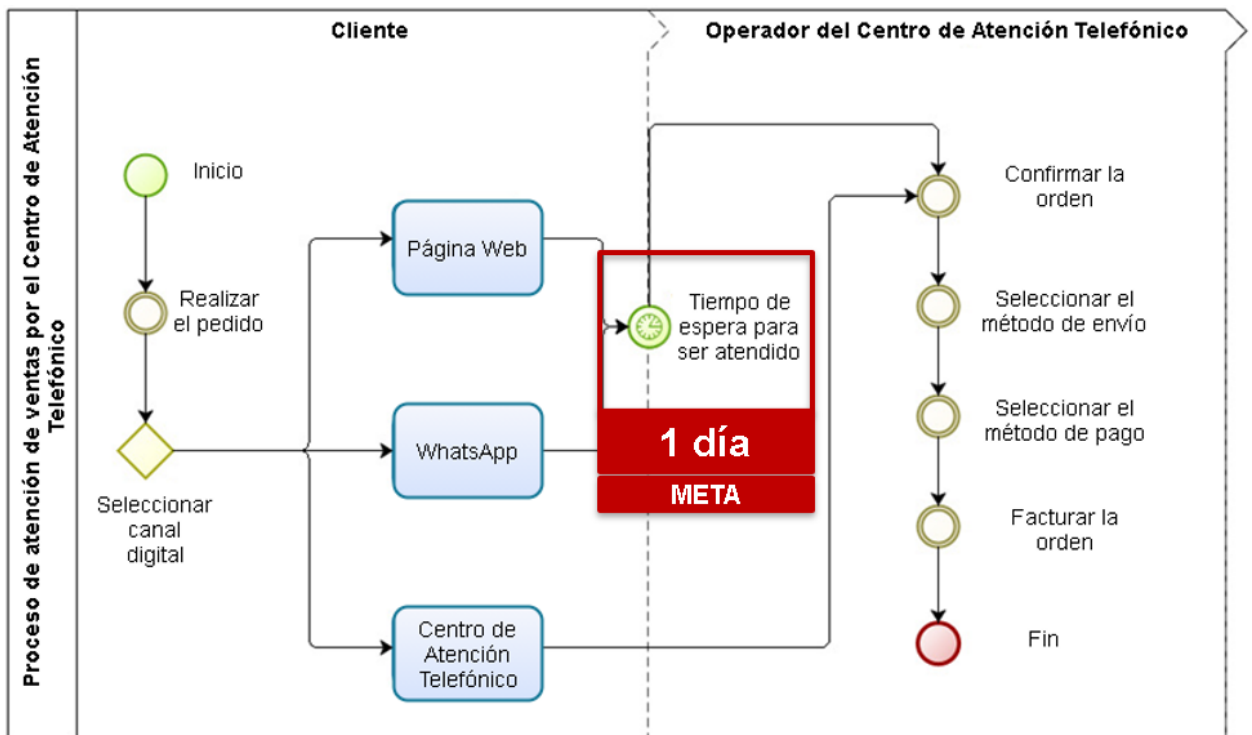 Proceso de atención de ventas por el Centro de Atención
Telefónico
Cliente
Operador del Centro de Atención Telefónico
Inicio
Realizar
el pedido
Seleccionar
canal
digital
Página Web
WhatsApp
Centro de
Atención
Telefónico
Tiempo de
espera para
ser atendido
1 día
META
Confirmar la
orden
Seleccionar el
método de envío
Seleccionar el
método de pago
Facturar la
orden
Fin